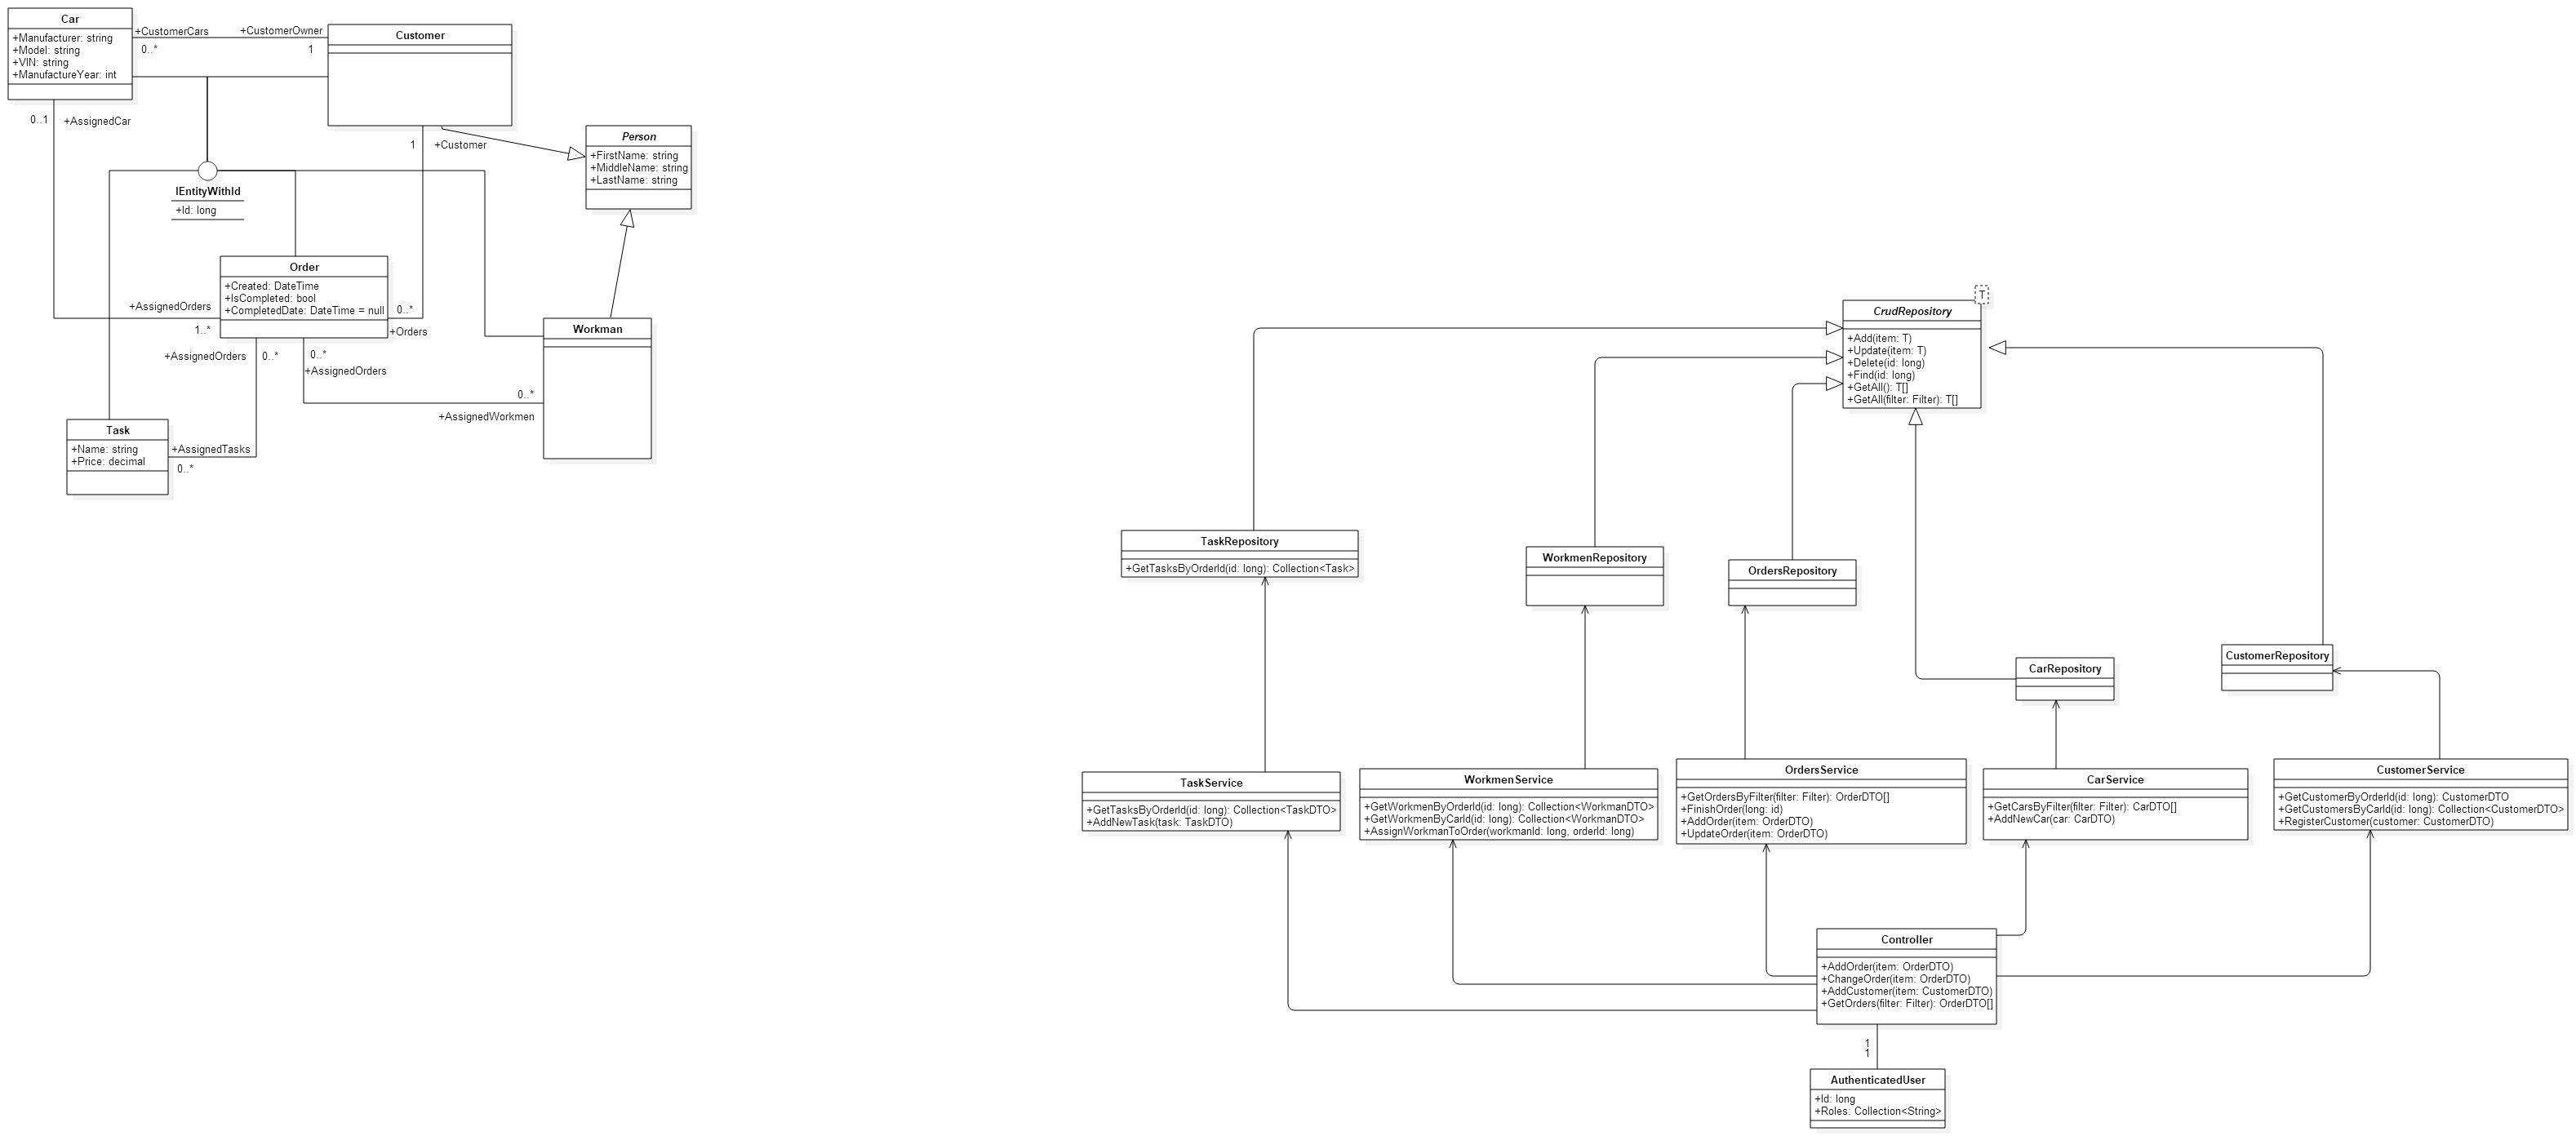 Car
+Manufacturer: string
+Model: string
+VIN: string
+ManufactureYear: int
+CustomerCars
0..*
+CustomerOwner
1
Customer
0..1
+AssignedCar
1
+Customer
Person
+FirstName: string
+MiddleName: string
+LastName: string
IEntityWithId
+Id: long
Order
+Created: DateTime
+IsCompleted: bool
+CompletedDate: DateTime = null
+AssignedOrders
1..*
0..*
+Orders
+AssignedOrders
0..*
0..*
+AssignedOrders
Workman
0..*
+AssignedWorkmen
Task
+Name: string
+Price: decimal
+AssignedTasks
0..*
T
CrudRepository
+Add(item: T)
+Update(item: T)
+Delete(id: long)
+Find(id: long)
+GetAll(): T[]
+GetAll(filter: Filter): T[]
TaskRepository
+GetTasksByOrderId(id: long): Collection<Task>
WorkmenRepository
OrdersRepository
CarRepository
CustomerRepository
TaskService
+GetTasksByOrderId(id: long): Collection<TaskDTO>
+AddNewTask(task: TaskDTO)
WorkmenService
+GetWorkmenByOrderId(id: long): Collection<WorkmanDTO>
+GetWorkmenByCarId(id: long): Collection<WorkmanDTO>
+AssignWorkmanToOrder(workmanId: long, orderId: long)
OrdersService
+GetOrdersByFilter(filter: Filter): OrderDTO[]
+FinishOrder(long: id)
+AddOrder(item: OrderDTO)
+UpdateOrder(item: OrderDTO)
CarService
+GetCarsByFilter(filter: Filter): CarDTO[]
+AddNewCar(car: CarDTO)
CustomerService
+GetCustomerByOrderId(id: long): CustomerDTO
+GetCustomersByCarId(id: long): Collection<CustomerDTO>
+RegisterCustomer(customer: CustomerDTO)
Controller
+AddOrder(item: OrderDTO)
+ChangeOrder(item: OrderDTO)
+AddCustomer(item: CustomerDTO)
+GetOrders(filter: Filter): OrderDTO[]
1
1
AuthenticatedUser
+Id: long
+Roles: Collection<String>